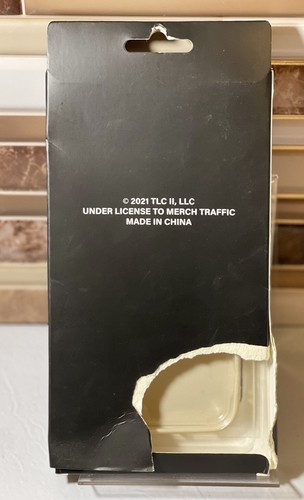 © 2021 TLC II, LLC
UNDER LICENSE TO MERCH TRAFFIC
MADE IN CHINA